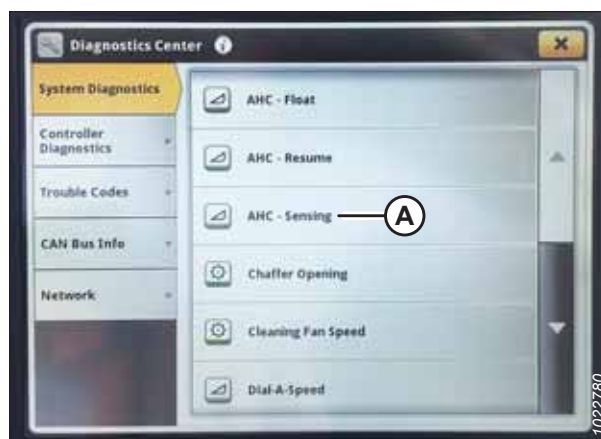 Diagnostics Center
System Diagnostics
Controller
Diagnostics
Trouble Codes
CAN Bus Info
Network
AHC - Float
AHC - Resume
AHC - Sensing
A
Chaffer Opening
Cleaning Fan Speed
Dial-A-Speed
1022780